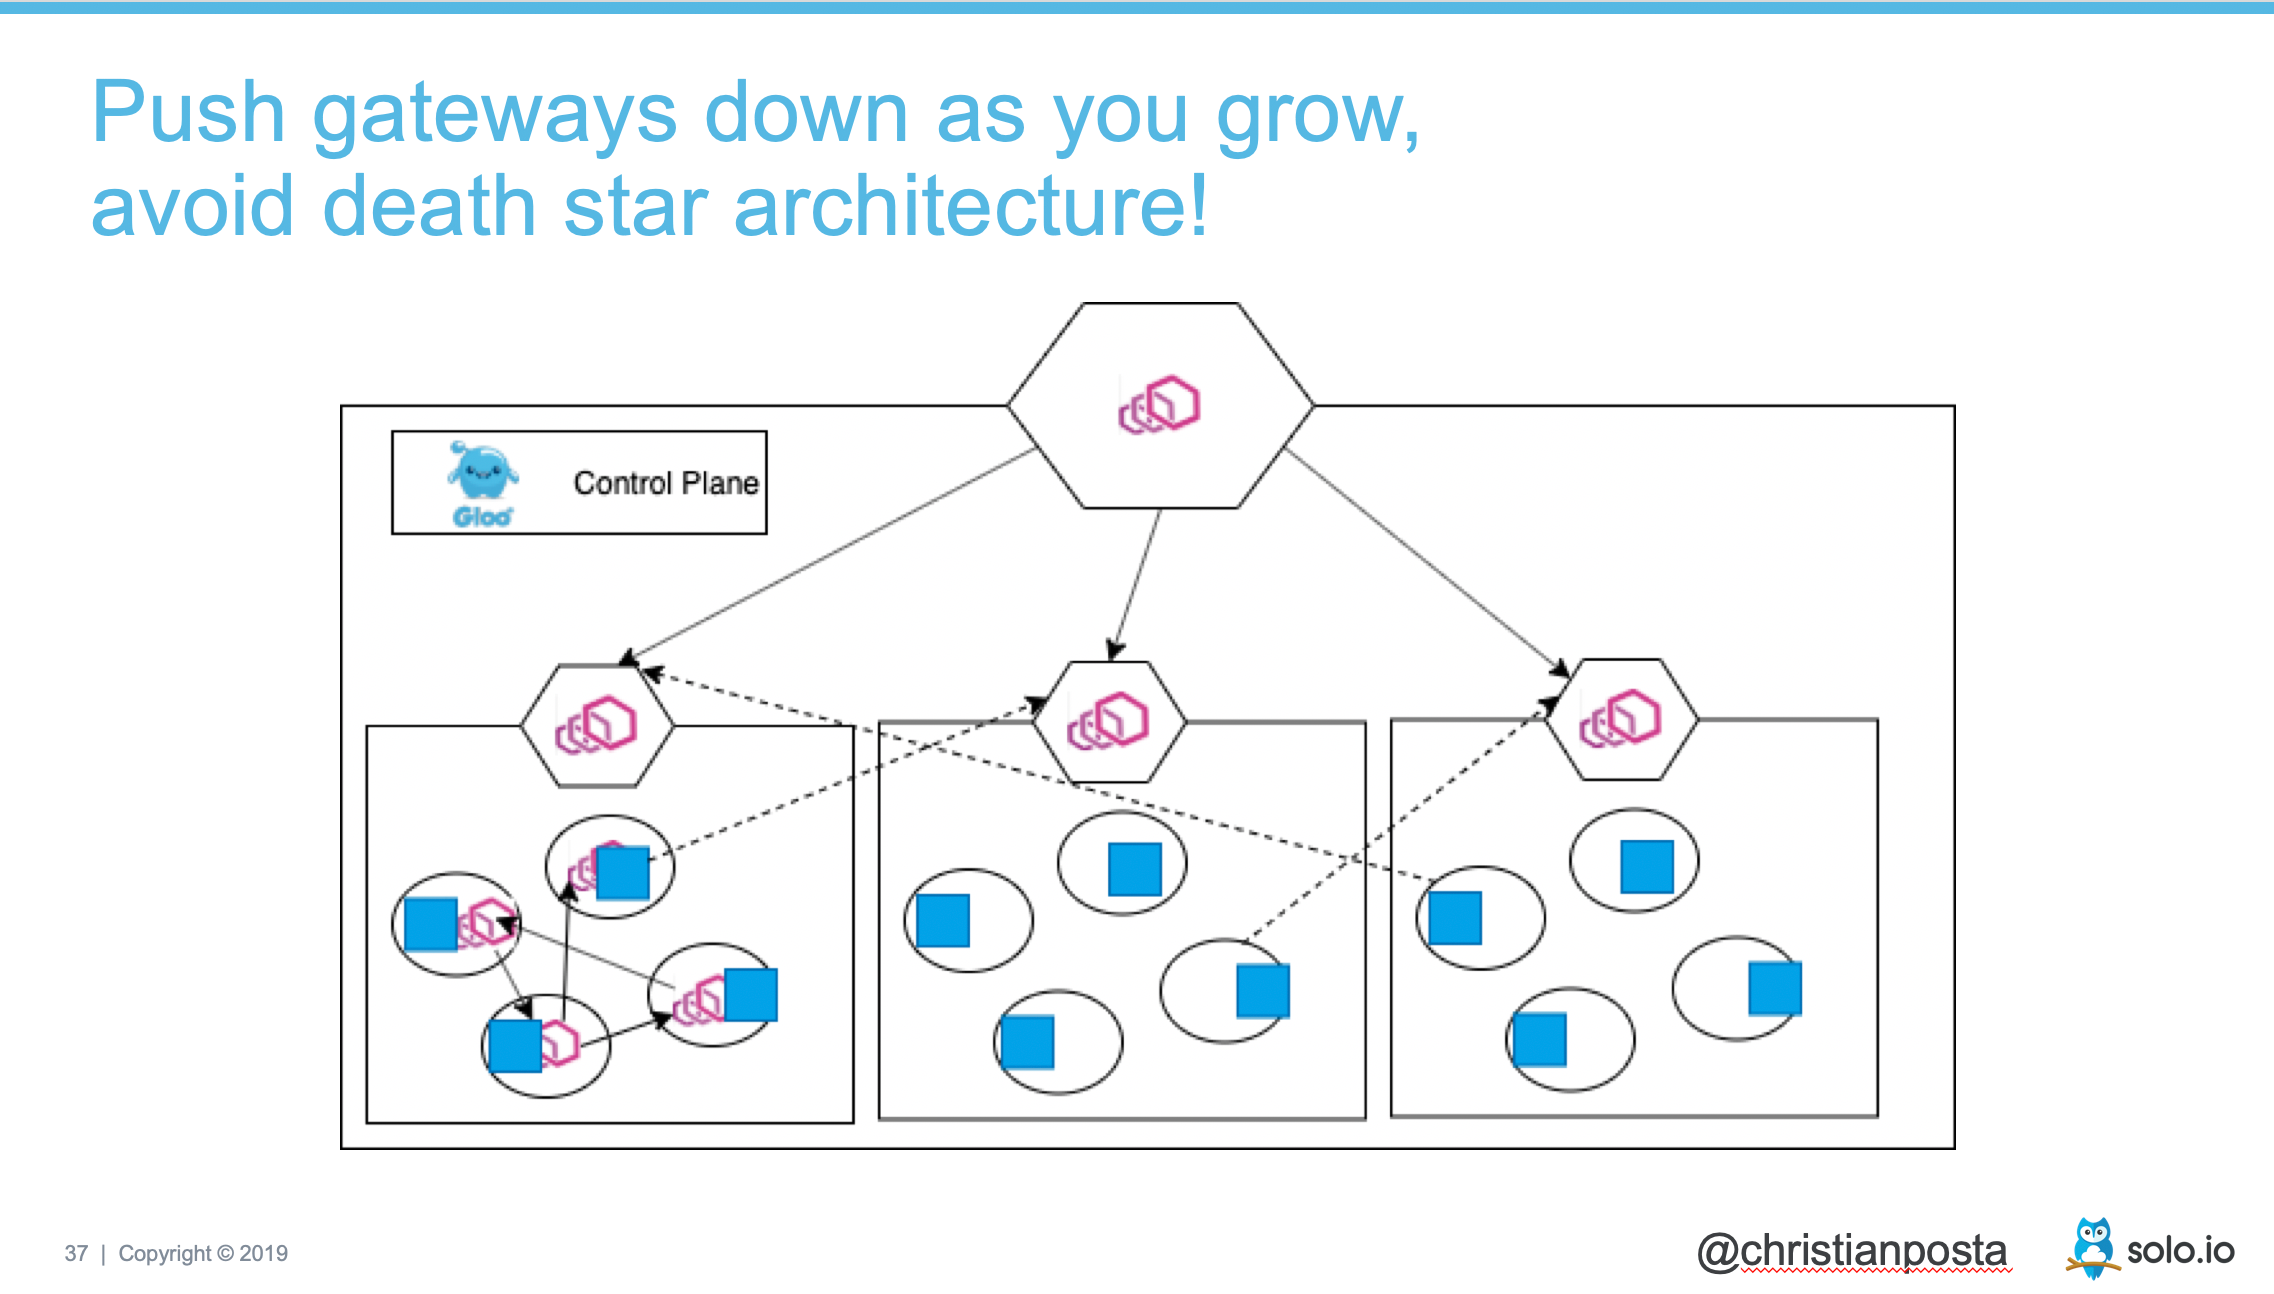 Push gateways down as you grow,
avoid death star architecture!
Gloo
Control Plane
37 | Copyright © 2019
@christianposta
solo.io